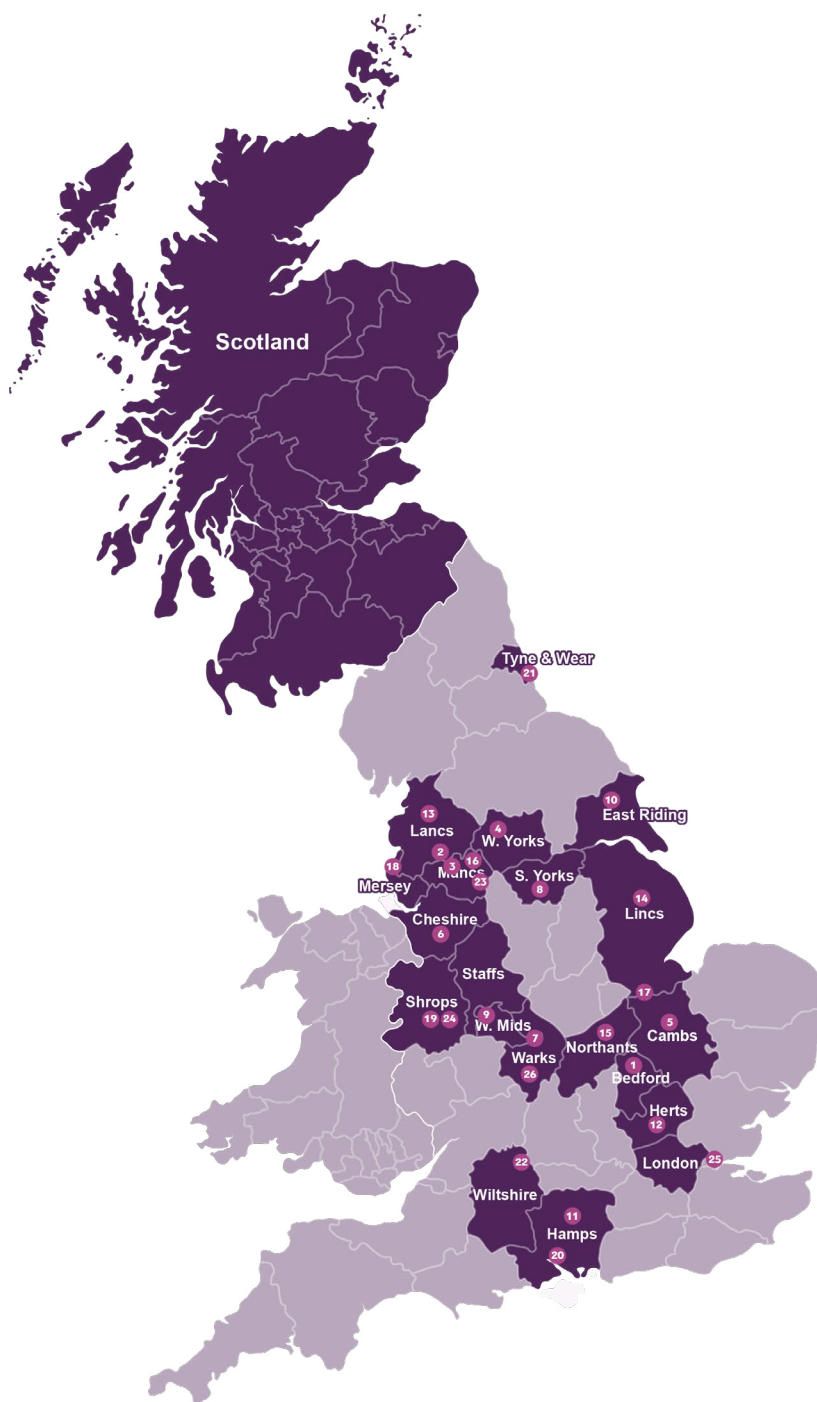 Scotland
Tyne & Wear
21
10
East Riding
13
Lancs
4
W. Yorks
2
16
3
Mancs
18
23
Mersey
S. Yorks
8
14
Lincs
Cheshire
6
Staffs
17
Shrops
19
24
9
W. Mids
5
Cambs
7
15
Northants
Warks
26
1
Bedford
Herts
12
22
London
25
Wiltshire
11
Hamps
20